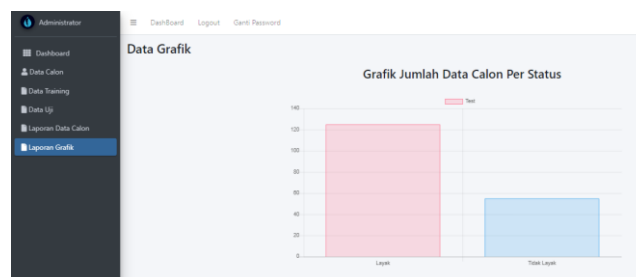 Administrator
DashBoard Logout Ganti Password
Dashboard
Data Calon
Data Training
Data Uji
Laporan Data Calon
Laporan Grafik
Data Grafik
Grafik Jumlah Data Calon Per Status
Test
140
120
100
80
60
40
20
0
Layak Tidak Layak